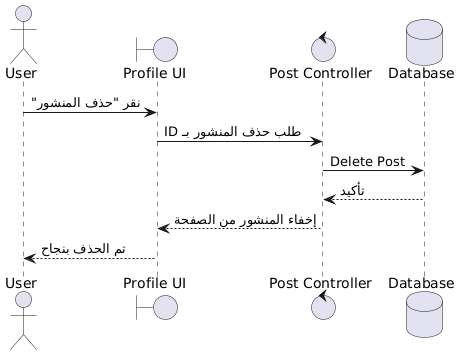 User
Profile UI
Post Controller
Database
نقر "حذف المنشور"
طلب حذف المنشور بـ ID
Delete Post
تأكيد
إخفاء المنشور من الصفحة
تم الحذف بنجاح
User
Profile UI
Post Controller
Database